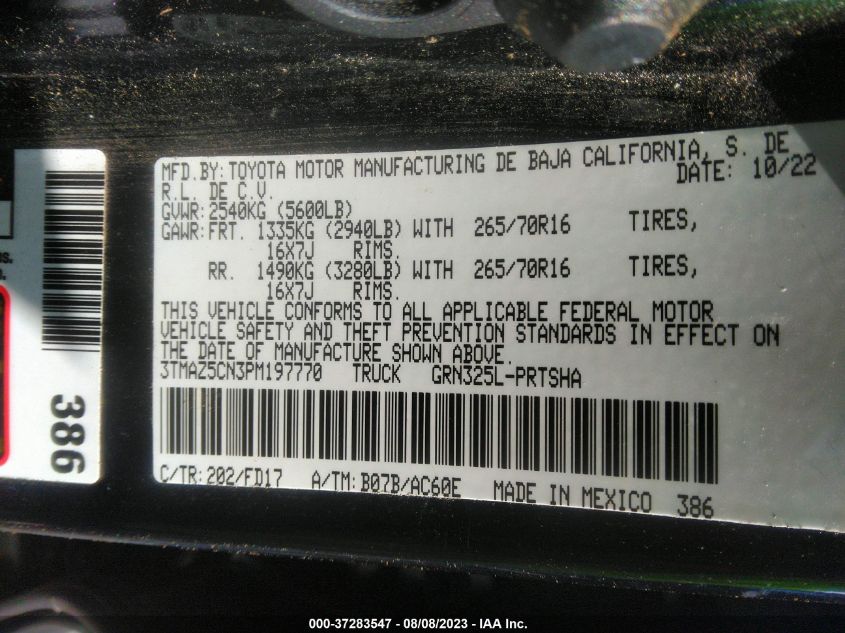 MFD.BY: TOYOTA MOTOR MANUFACTURING DE BAJA CALIFORNIA, S. DE
R.L. DE C.V.
DATE: 10/22
GVWR: 2540KG (5600LB)
GAWR: FRT. 1335KG (2940LB) WITH 265/70R16 TIRES,
16X7J RIMS.
RR. 1490KG (3280LB) WITH 265/70R16 TIRES,
16X7J RIMS.
THIS VEHICLE CONFORMS TO ALL APPLICABLE FEDERAL MOTOR
VEHICLE SAFETY AND THEFT PREVENTION STANDARDS IN EFFECT ON
THE DATE OF MANUFACTURE SHOWN ABOVE.
3TMAZ5CN3PM197770 TRUCK GRN325L-PRTSHA
C/TR: 202/FD17 A/TM: B07B/AC60E MADE IN MEXICO 386
386
000-37283547 - 08/08/2023 - IAA Inc.